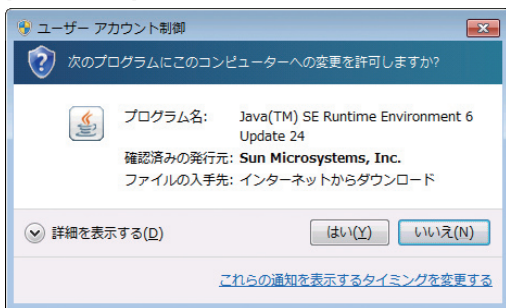 ユーザー アカウント制御
次のプログラムにこのコンピューターへの変更を許可しますか?
プログラム名: Java(TM) SE Runtime Environment 6
Update 24
確認済みの発行元: Sun Microsystems, Inc.
ファイルの入手先: インターネットからダウンロード
詳細を表示する(D) はい(Y) いいえ(N)
これらの通知を表示するタイミングを変更する